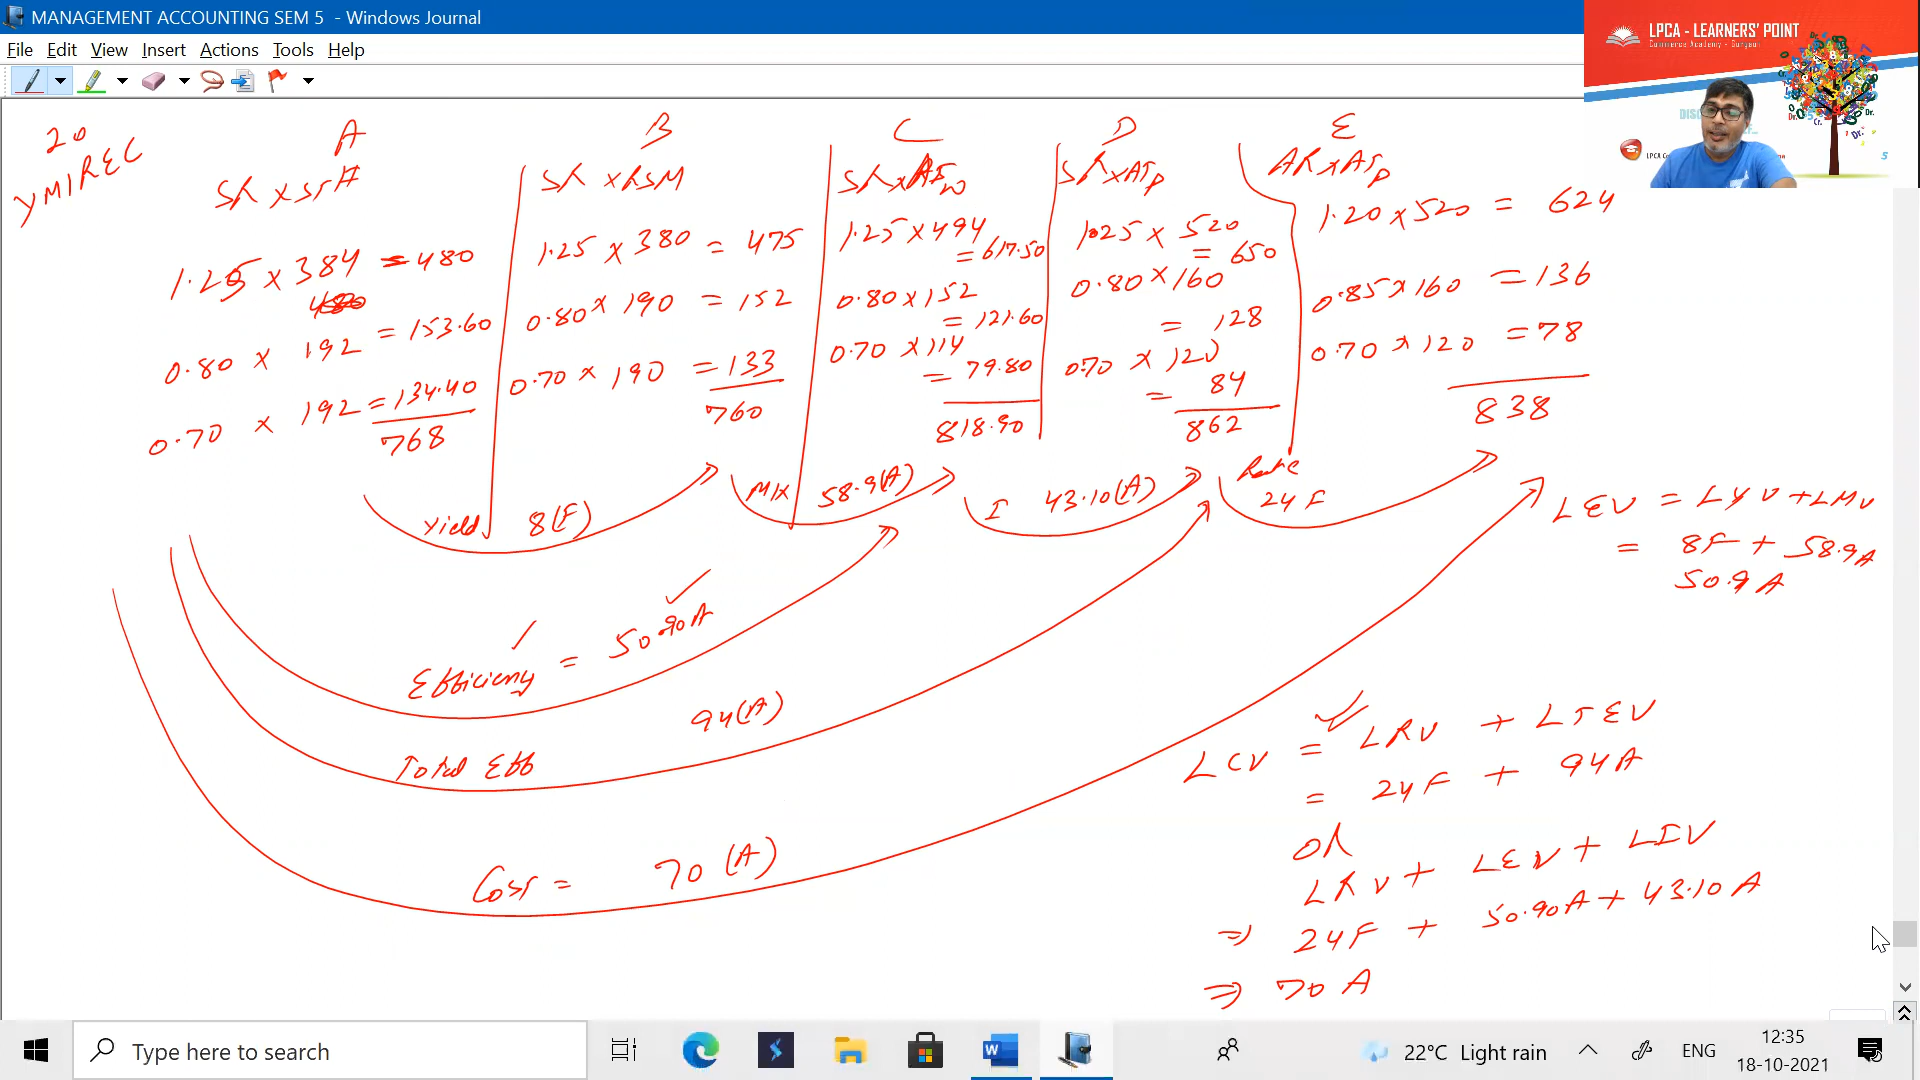 MANAGEMENT ACCOUNTING SEM 5 - Windows Journal
File Edit View Insert Actions Tools Help
LPCA - LEARNERS' POINT
Commerce Academy - Gurgaon
20
YMIREC
A
SR x STH
1.25 x 384 = 480
0.80 x 192 = 153.60
0.70 x 192 = 134.40
768
B
SR x RSM
1.25 x 380 = 475
0.80 x 190 = 152
0.70 x 190 = 133
760
C
SR x ATw
1.25 x 494
= 617.50
0.80 x 152
= 121.60
0.70 x 114
= 79.80
818.90
D
SR x ATp
1.25 x 520
= 650
0.80 x 160
= 128
0.70 x 120
= 84
862
E
AR x ATp
1.20 x 520 = 624
0.85 x 160 = 136
0.70 x 120 = 78
838
Yield 8(F)
Mix 58.9(A)
I 43.10(A)
Rate
24 F
Efficieny = 50.90A
Total Eff 94(A)
Cost = 70 (A)
LEV = LYV + LMV
= 8F + 58.9A
50.9A
LCV = LRV + LTEV
= 24F + 94A
OR
LRV + LEV + LIV
⇒ 24F + 50.90A + 43.10A
⇒ 70 A
Type here to search
22°C Light rain
ENG
12:35
18-10-2021